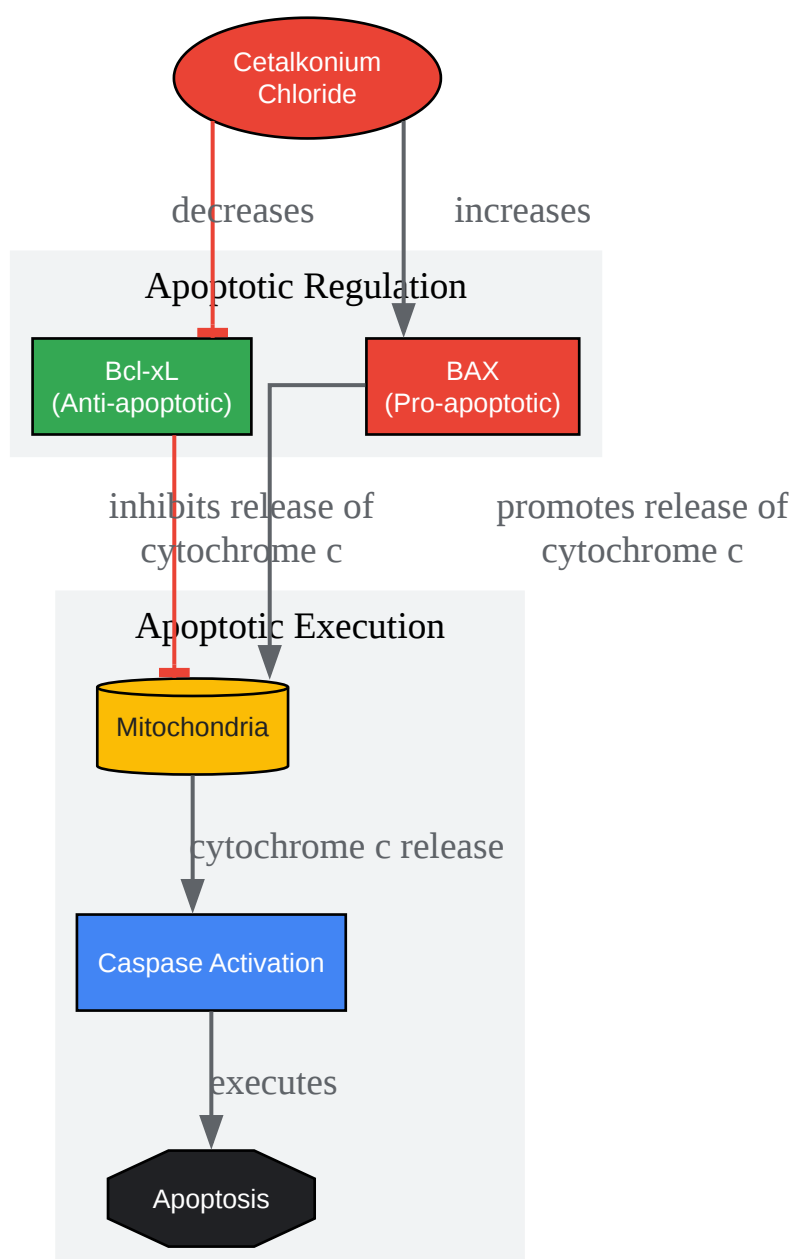 Cetalkonium
Chloride
decreases
increases
Apoptotic Regulation
Bcl-xL
(Anti-apoptotic)
BAX
(Pro-apoptotic)
inhibits release of
cytochrome c
promotes release of
cytochrome c
Apoptotic Execution
Mitochondria
cytochrome c release
Caspase Activation
executes
Apoptosis